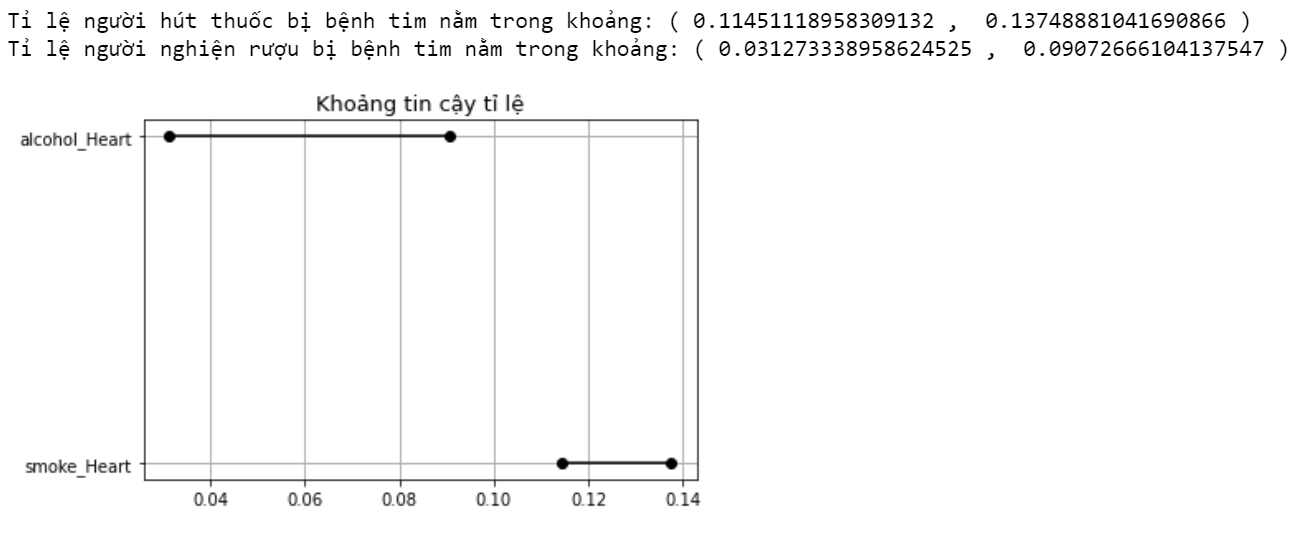 Tỉ lệ người hút thuốc bị bệnh tim nằm trong khoảng: ( 0.11451118958309132 ,  0.13748881041690866 )
Tỉ lệ người nghiện rượu bị bệnh tim nằm trong khoảng: ( 0.031273338958624525 ,  0.09072666104137547 )
Khoảng tin cậy tỉ lệ
alcohol_Heart
smoke_Heart
0.04 0.06 0.08 0.10 0.12 0.14